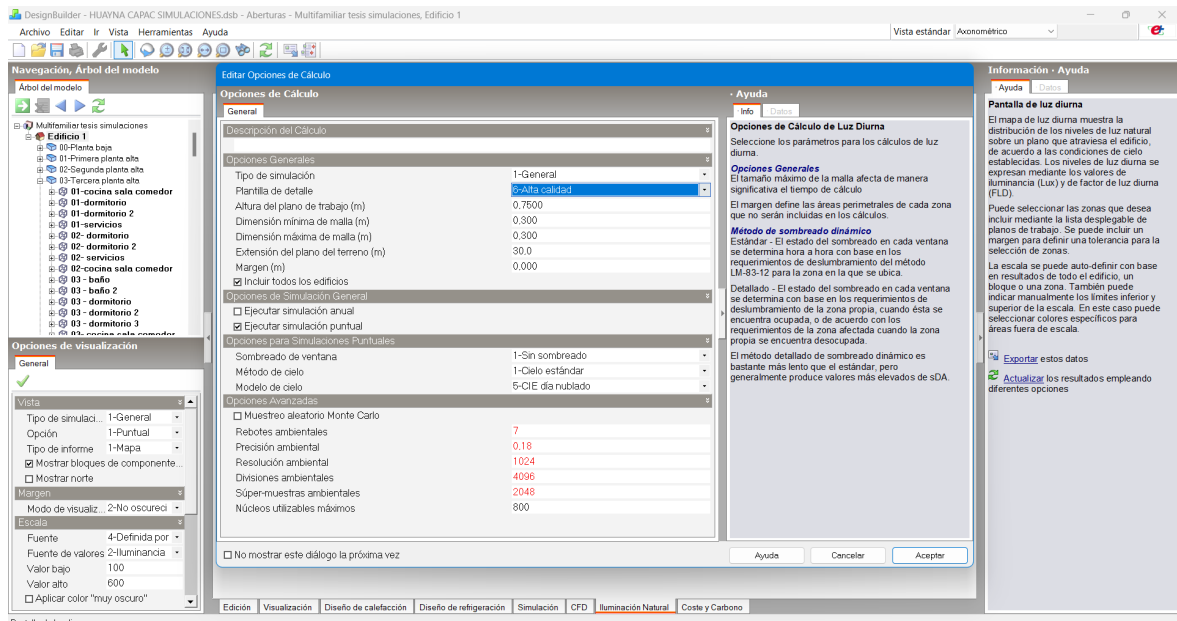 DesignBuilder - HUAYNA CAPAC SIMULACIONES.dsb - Aberturas - Multifamiliar tesis simulaciones, Edificio 1
Archivo Editar Ir Vista Herramientas Ayuda
Vista estándar Axonométrico
Navegación, Árbol del modelo
Árbol del modelo
Multifamiliar tesis simulaciones
Edificio 1
00-Planta baja
01-Primera planta alta
02-Segunda planta alta
03-Tercera planta alta
01-cocina sala comedor
01-dormitorio
01-dormitorio 2
01-servicios
02- dormitorio
02- dormitorio 2
02- servicios
02-cocina sala comedor
03 - baño
03 - baño 2
03 - dormitorio
03 - dormitorio 2
03 - dormitorio 3
03- cocina sala comedor
Opciones de visualización
General
Vista
Tipo de simulaci... 1-General
Opción 1-Puntual
Tipo de informe 1-Mapa
Mostrar bloques de componente...
Mostrar norte
Margen
Modo de visualiz... 2-No oscureci
Escala
Fuente 4-Definida por
Fuente de valores 2-Iluminancia
Valor bajo 100
Valor alto 600
Aplicar color "muy oscuro"
Editar Opciones de Cálculo
Opciones de Cálculo
General
Descripción del Cálculo
Opciones Generales
Tipo de simulación 1-General
Plantilla de detalle 6-Alta calidad
Altura del plano de trabajo (m) 0,7500
Dimensión mínima de malla (m) 0,300
Dimensión máxima de malla (m) 0,300
Extensión del plano del terreno (m) 30,0
Margen (m) 0,000
Incluir todos los edificios
Opciones de Simulación General
Ejecutar simulación anual
Ejecutar simulación puntual
Opciones para Simulaciones Puntuales
Sombreado de ventana 1-Sin sombreado
Método de cielo 1-Cielo estándar
Modelo de cielo 5-CIE día nublado
Opciones Avanzadas
Muestreo aleatorio Monte Carlo
Rebotes ambientales 7
Precisión ambiental 0,18
Resolución ambiental 1024
Divisiones ambientales 4096
Súper-muestras ambientales 2048
Núcleos utilizables máximos 800
No mostrar este diálogo la próxima vez
· Ayuda
· Info Datos
Opciones de Cálculo de Luz Diurna
Seleccione los parámetros para los cálculos de luz
diurna.
Opciones Generales
El tamaño máximo de la malla afecta de manera
significativa el tiempo de cálculo
El margen define las áreas perimetrales de cada zona
que no serán incluidas en los cálculos.
Método de sombreado dinámico
Estándar - El estado del sombreado en cada ventana
se determina hora a hora con base en los
requerimientos de deslumbramiento del método
LM-83-12 para la zona en la que se ubica.
Detallado - El estado del sombreado en cada ventana
se determina con base en los requerimientos de
deslumbramiento de la zona propia, cuando ésta se
encuentra ocupada, o de acuerdo con los
requerimientos de la zona afectada cuando la zona
propia se encuentra desocupada.
El método detallado de sombreado dinámico es
bastante más lento que el estándar, pero
generalmente produce valores más elevados de sDA.
Ayuda Cancelar Aceptar
Edición Visualización Diseño de calefacción Diseño de refrigeración Simulación CFD Iluminación Natural Coste y Carbono
Información - Ayuda
· Ayuda Datos
Pantalla de luz diurna
El mapa de luz diurna muestra la
distribución de los niveles de luz natural
sobre un plano que atraviesa el edificio,
de acuerdo a las condiciones de cielo
establecidas. Los niveles de luz diurna se
expresan mediante los valores de
iluminancia (Lux) y de factor de luz diurna
(FLD).
Puede seleccionar las zonas que desea
incluir mediante la lista desplegable de
planos de trabajo. Se puede incluir un
margen para definir una tolerancia para la
selección de zonas.
La escala se puede auto-definir con base
en resultados de todo el edificio, un
bloque o una zona. También puede
indicar manualmente los límites inferior y
superior de la escala. En este caso puede
seleccionar colores específicos para
áreas fuera de escala.
Exportar estos datos
Actualizar los resultados empleando
diferentes opciones